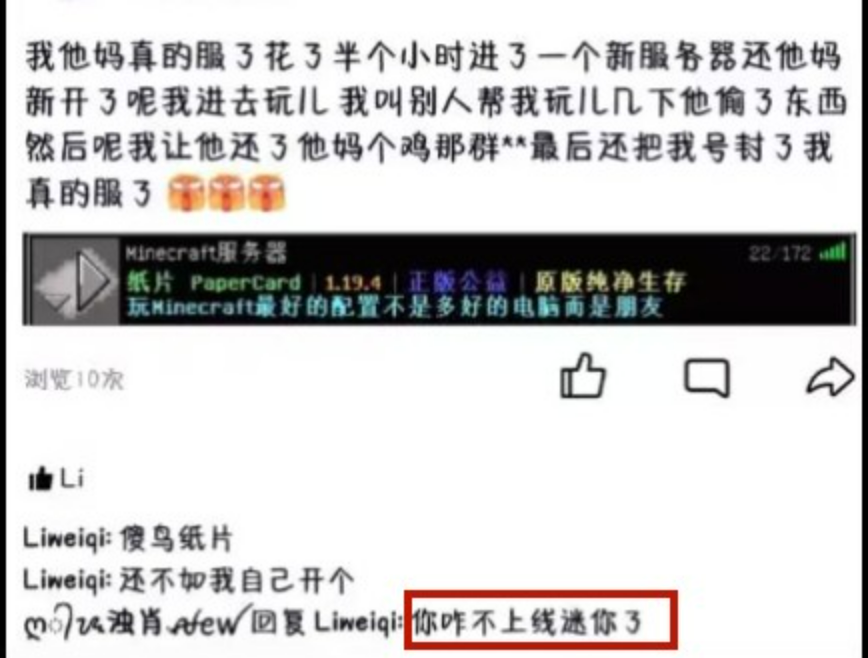 我他妈真的服了花了半个小时进了一个新服务器还他妈
新开了呢我进去玩儿我叫别人帮我玩儿几下他偷了东西
然后呢我让他还了他妈个鸡那群**最后还把我号封了我
真的服了
Minecraft服务器
22/172
纸片 PaperCard | 1.19.4 | 正版公益 | 原版纯净生存
玩Minecraft最好的配置不是多好的电脑而是朋友
浏览10次
Li
Liweiqi: 傻鸟纸片
Liweiqi: 还不如我自己开个
浊肖 New 回复 Liweiqi: 你咋不上线迷你了